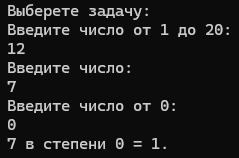 Выберете задачу:
Введите число от 1 до 20:
12
Введите число:
7
Введите число от 0:
0
7 в степени 0 = 1.